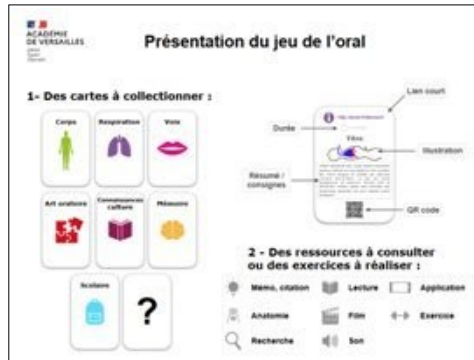 ACADÉMIE
DE VERSAILLES
Présentation du jeu de l'oral
1- Des cartes à collectionner :
Corps
Respiration
Voix
Art oratoire
Connaissances
culture
Mémoire
Scolaire
?
Lien court
Durée
Illustration
Résumé /
consignes
QR code
2 - Des ressources à consulter
ou des exercices à réaliser :
Mémo, citation
Lecture
Application
Anatomie
Film
Exercice
Recherche
Son